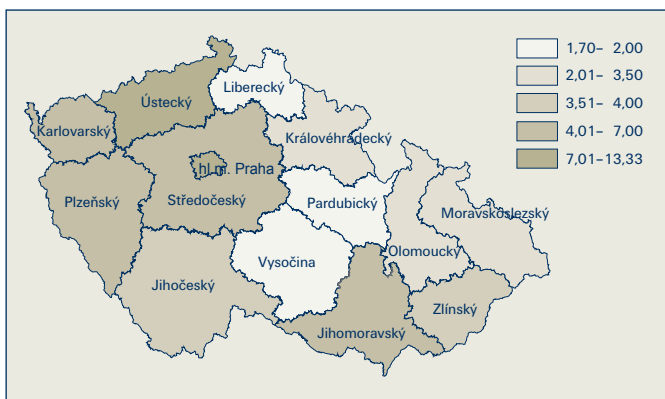 1,70– 2,00
2,01– 3,50
3,51– 4,00
4,01– 7,00
7,01–13,33
Liberecký
Ústecký
Karlovarský
Královéhradecký
hl.m. Praha
Středočeský
Plzeňský
Pardubický
Moravskoslezský
Olomoucký
Vysočina
Jihočeský
Zlínský
Jihomoravský